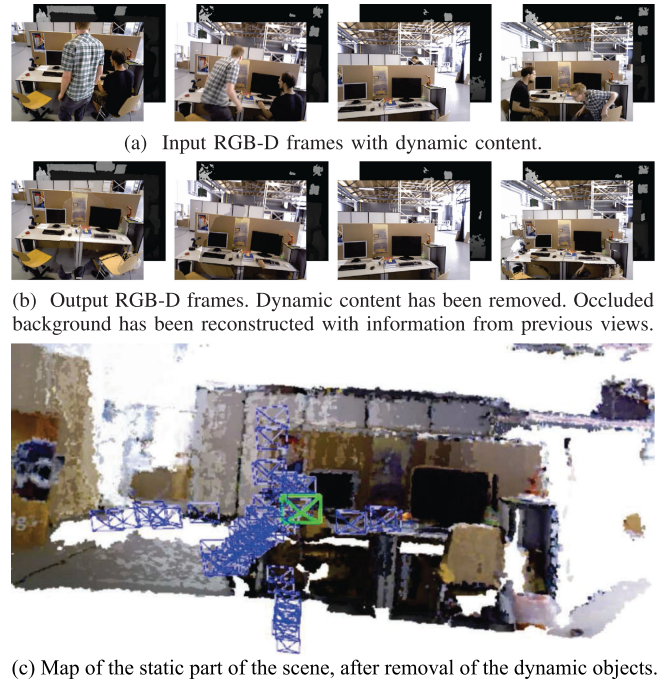 (a) Input RGB-D frames with dynamic content.
(b) Output RGB-D frames. Dynamic content has been removed. Occluded
background has been reconstructed with information from previous views.
(c) Map of the static part of the scene, after removal of the dynamic objects.